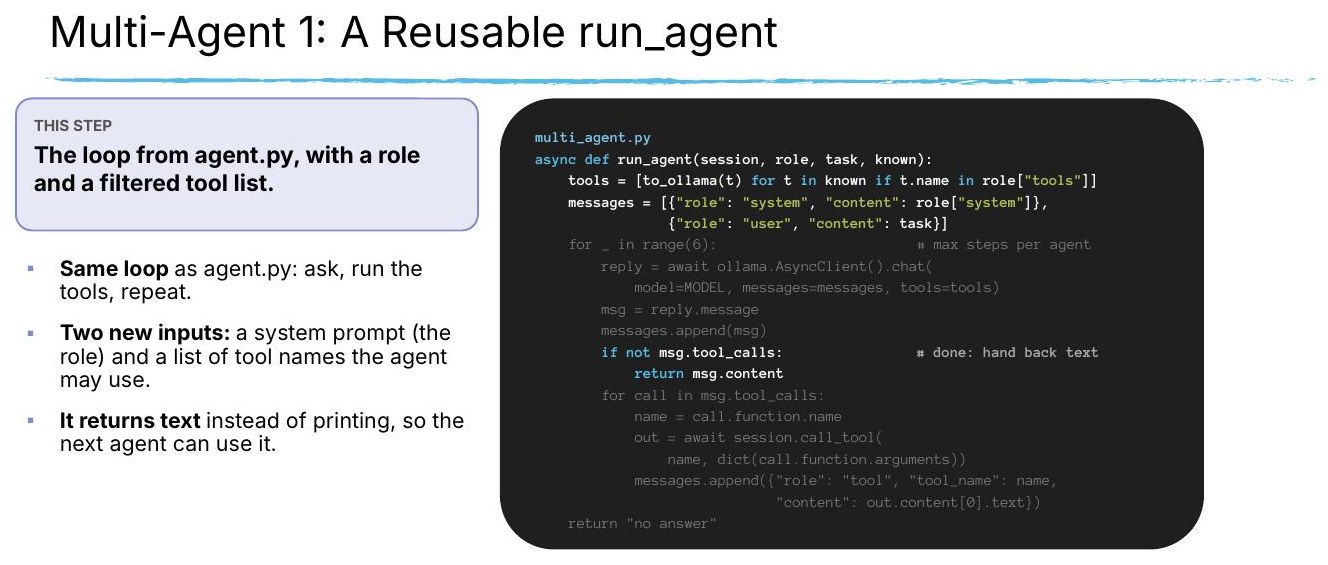 Multi-Agent 1: A Reusable run_agent
THIS STEP
The loop from agent.py, with a role
and a filtered tool list.
▪ Same loop as agent.py: ask, run the
tools, repeat.
▪ Two new inputs: a system prompt (the
role) and a list of tool names the agent
may use.
▪ It returns text instead of printing, so the
next agent can use it.
multi_agent.py
async def run_agent(session, role, task, known):
    tools = [to_ollama(t) for t in known if t.name in role["tools"]]
    messages = [{"role": "system", "content": role["system"]},
                {"role": "user", "content": task}]
    for _ in range(6):                        # max steps per agent
        reply = await ollama.AsyncClient().chat(
            model=MODEL, messages=messages, tools=tools)
        msg = reply.message
        messages.append(msg)
        if not msg.tool_calls:                # done: hand back text
            return msg.content
        for call in msg.tool_calls:
            name = call.function.name
            out = await session.call_tool(
                name, dict(call.function.arguments))
            messages.append({"role": "tool", "tool_name": name,
                             "content": out.content[0].text})
    return "no answer"